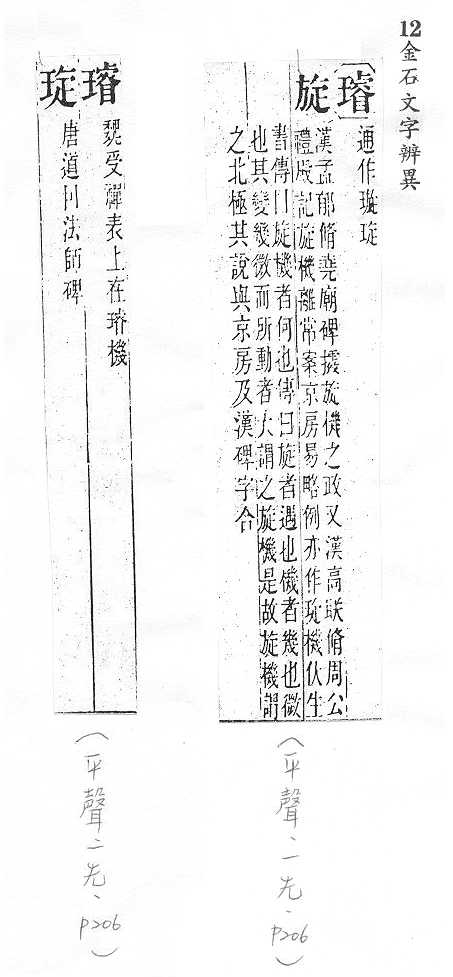 12金石文字辨異
〔璿〕通作璇琁
旋
漢孟郁脩堯廟碑據旋機之政又漢高眹脩周公
禮殿記旋機離常案京房易略例亦作琁機伏生
書傳曰旋機者何也傳曰旋者還也機者幾也微
也其變幾微而所動者大謂之旋機是故旋機謂
之北極其說與京房及漢碑字合
(平聲、一先、P206)
璿
魏受禪表上在璿機
琁
唐道因法師碑
(平聲、二先、P206)